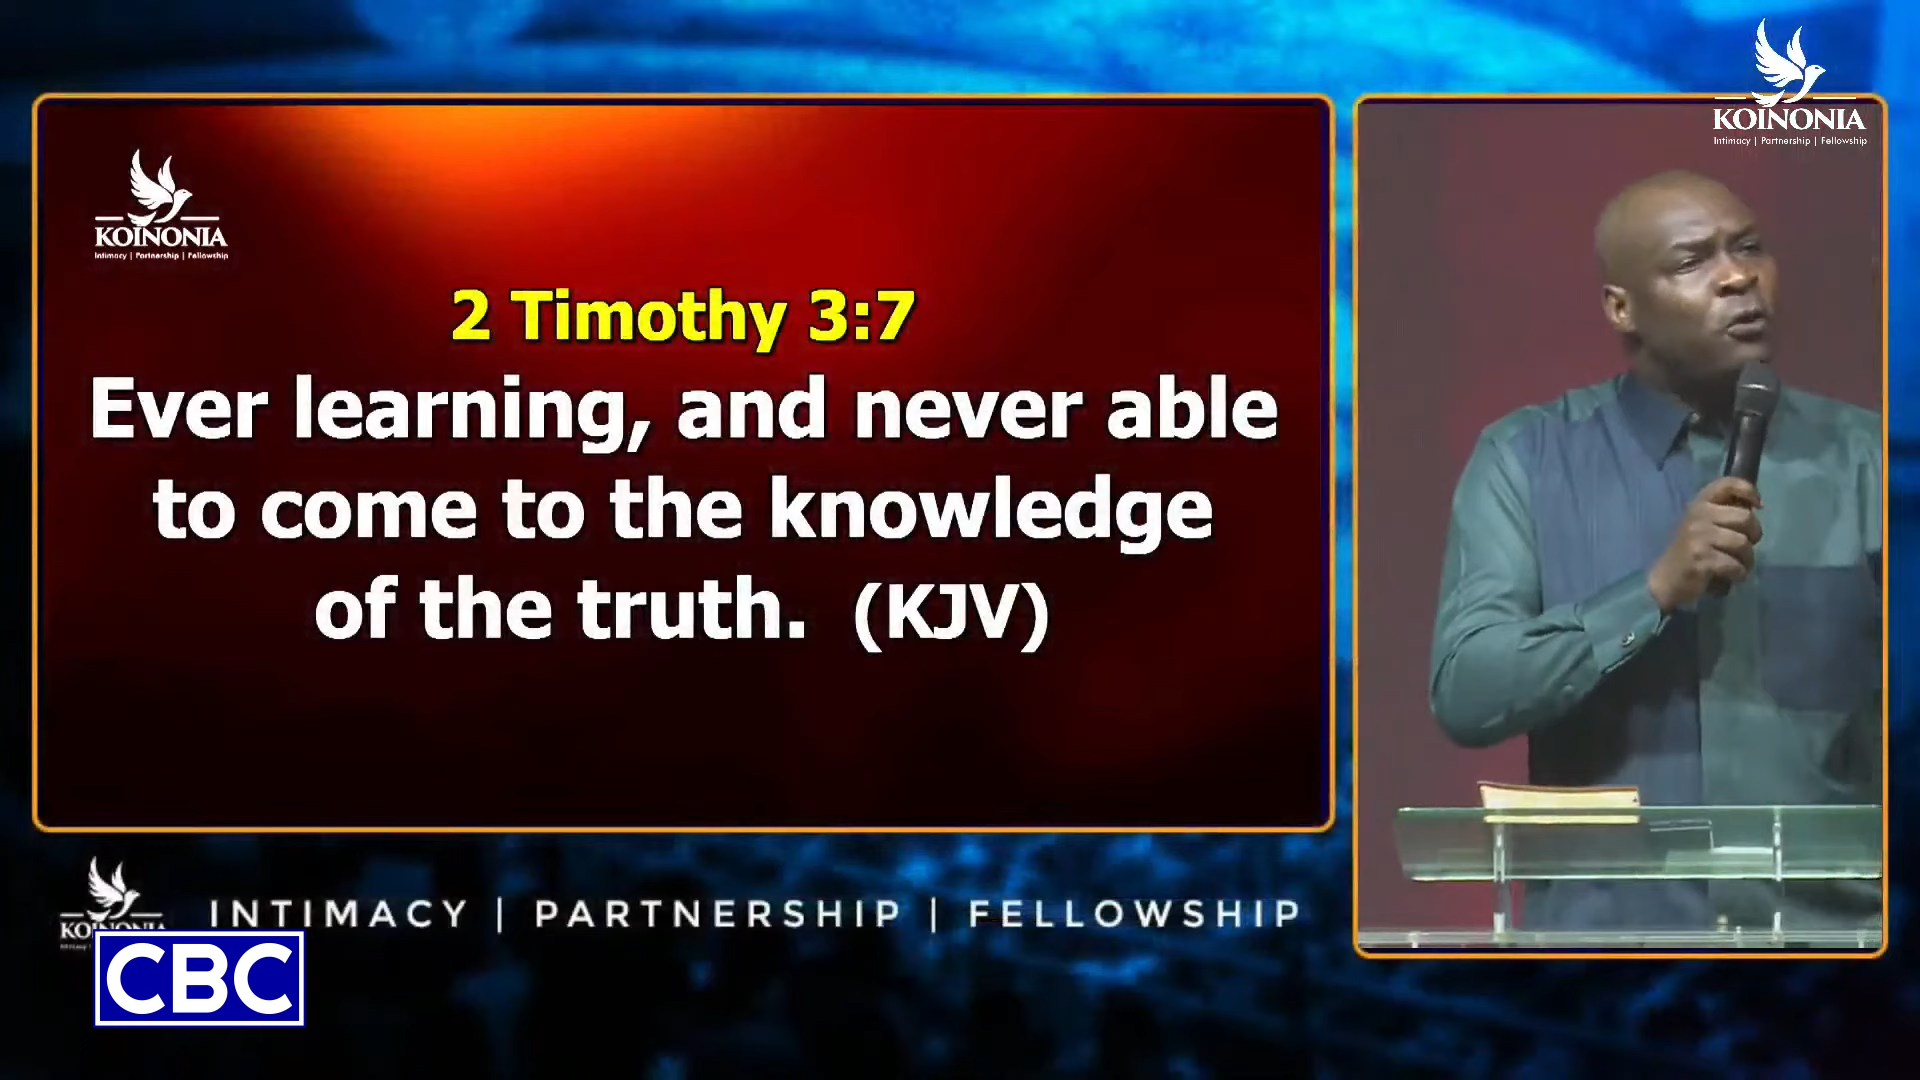 KOINONIA
Intimacy | Partnership | Fellowship
KOINONIA
Intimacy | Partnership | Fellowship
2 Timothy 3:7
Ever learning, and never able
to come to the knowledge
of the truth. (KJV)
KOINONIA
INTIMACY | PARTNERSHIP | FELLOWSHIP
CBC